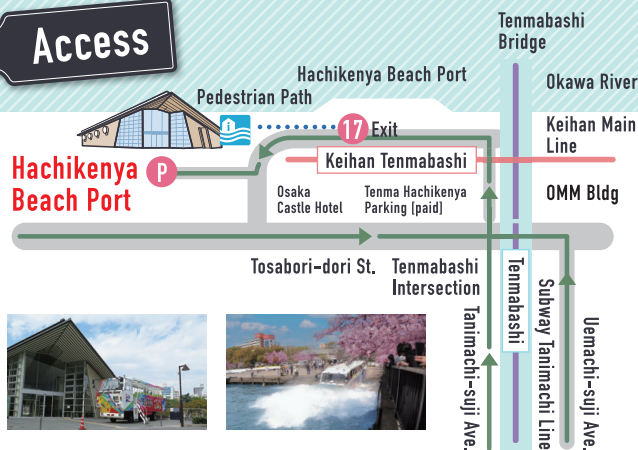 Access
Tenmabashi
Bridge
Hachikenya Beach Port
Okawa River
Pedestrian Path
i
17 Exit
Keihan Main
Line
Keihan Tenmabashi
Hachikenya
Beach Port
P
Osaka
Castle Hotel
Tenma Hachikenya
Parking [paid]
OMM Bldg
Tosabori-dori St.
Tenmabashi
Intersection
Tenmabashi
Tanimachi-suji Ave.
Subway Tanimachi Line
Uemachi-suji Ave.